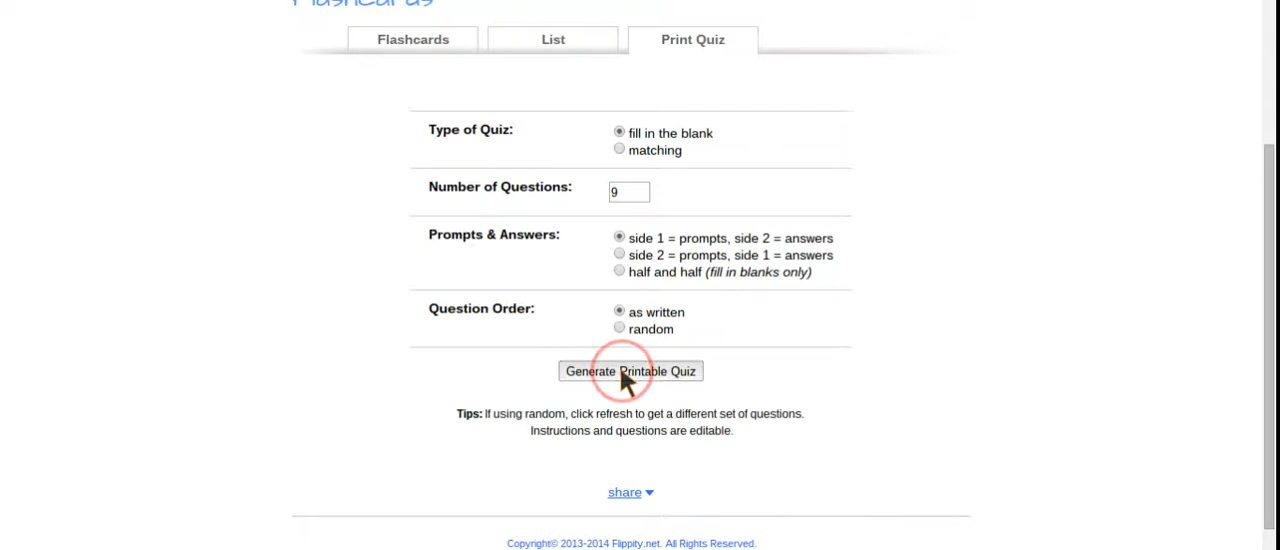 Flashcards
Flashcards List Print Quiz
Type of Quiz: fill in the blank
matching
Number of Questions: 9
Prompts & Answers: side 1 = prompts, side 2 = answers
side 2 = prompts, side 1 = answers
half and half (fill in blanks only)
Question Order: as written
random
Generate Printable Quiz
Tips: If using random, click refresh to get a different set of questions.
Instructions and questions are editable.
share
Copyright© 2013-2014 Flippity.net. All Rights Reserved.